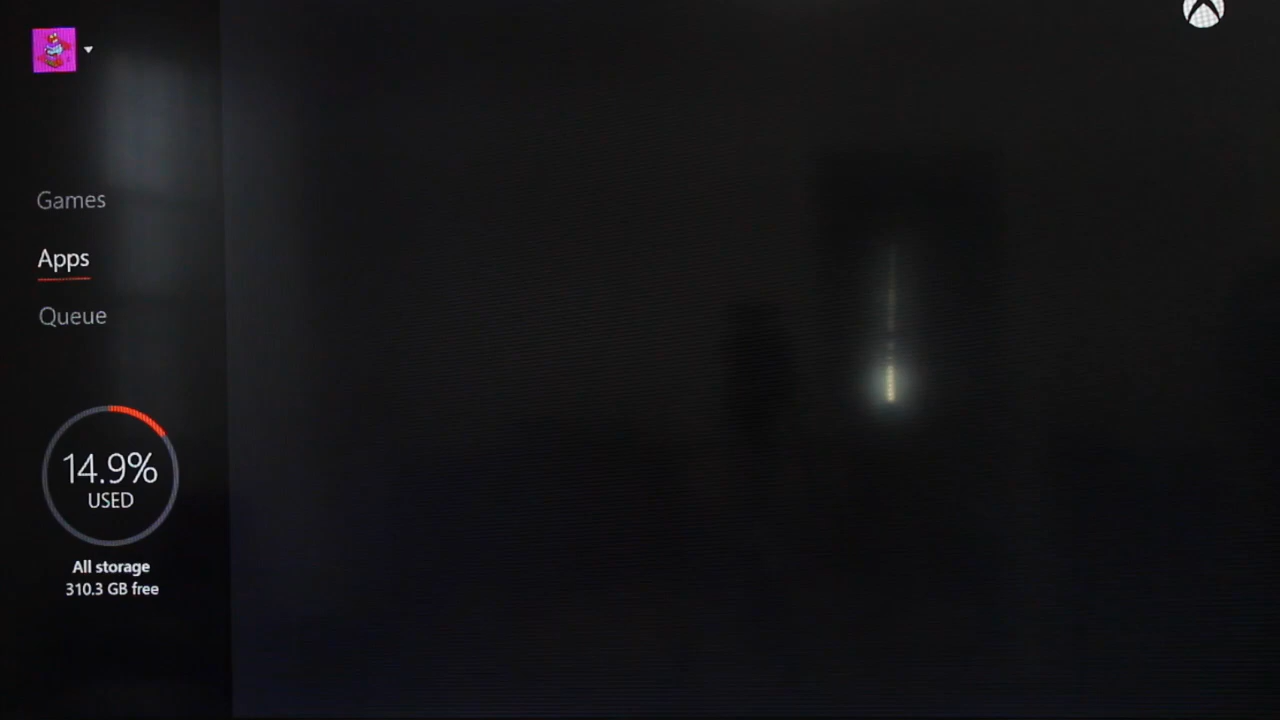 Games
Apps
Queue
14.9%
USED
All storage
310.3 GB free